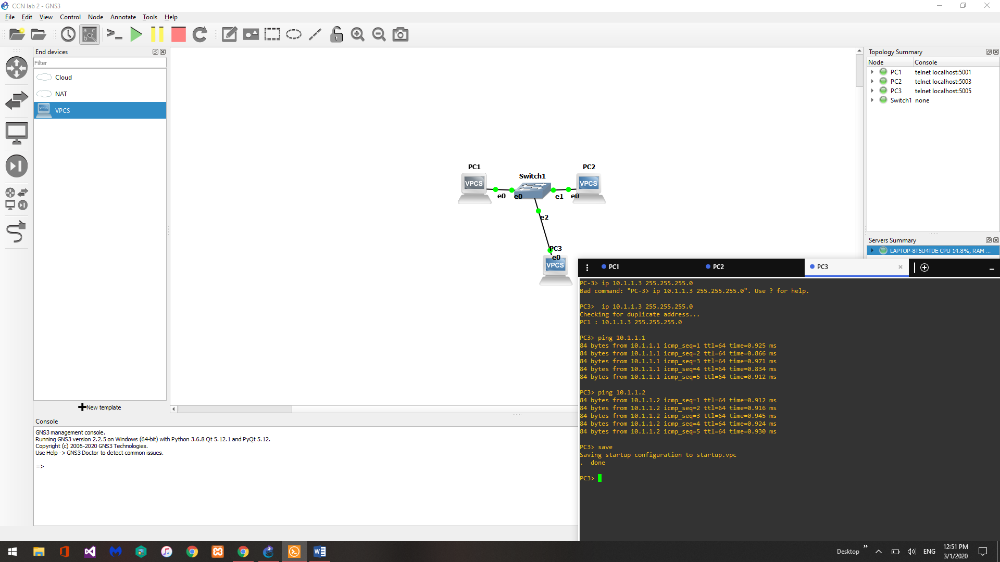 CCN lab 2 - GNS3
File Edit View Control Node Annotate Tools Help
End devices
Filter
Cloud
NAT
VPCS
VPCS
New template
PC1
VPCS
e0
Switch1
e0
e1
e2
PC2
VPCS
e0
PC3
e0
VPCS
Topology Summary
Node Console
PC1 telnet localhost:5001
PC2 telnet localhost:5003
PC3 telnet localhost:5005
Switch1 none
Servers Summary
LAPTOP-8T5U4TDE CPU 14.8%, RAM ...
Console
GNS3 management console.
Running GNS3 version 2.2.5 on Windows (64-bit) with Python 3.6.8 Qt 5.12.1 and PyQt 5.12.
Copyright (c) 2006-2020 GNS3 Technologies.
Use Help -> GNS3 Doctor to detect common issues.
=>
PC1 PC2 PC3
PC-3> ip 10.1.1.3 255.255.255.0
Bad command: "PC-3> ip 10.1.1.3 255.255.255.0". Use ? for help.
PC3>  ip 10.1.1.3 255.255.255.0
Checking for duplicate address...
PC1 : 10.1.1.3 255.255.255.0
PC3> ping 10.1.1.1
84 bytes from 10.1.1.1 icmp_seq=1 ttl=64 time=0.925 ms
84 bytes from 10.1.1.1 icmp_seq=2 ttl=64 time=0.866 ms
84 bytes from 10.1.1.1 icmp_seq=3 ttl=64 time=0.971 ms
84 bytes from 10.1.1.1 icmp_seq=4 ttl=64 time=0.834 ms
84 bytes from 10.1.1.1 icmp_seq=5 ttl=64 time=0.912 ms
PC3> ping 10.1.1.2
84 bytes from 10.1.1.2 icmp_seq=1 ttl=64 time=0.912 ms
84 bytes from 10.1.1.2 icmp_seq=2 ttl=64 time=0.916 ms
84 bytes from 10.1.1.2 icmp_seq=3 ttl=64 time=0.945 ms
84 bytes from 10.1.1.2 icmp_seq=4 ttl=64 time=0.924 ms
84 bytes from 10.1.1.2 icmp_seq=5 ttl=64 time=0.930 ms
PC3> save
Saving startup configuration to startup.vpc
.  done
PC3>
Desktop ENG 12:51 PM
3/1/2020